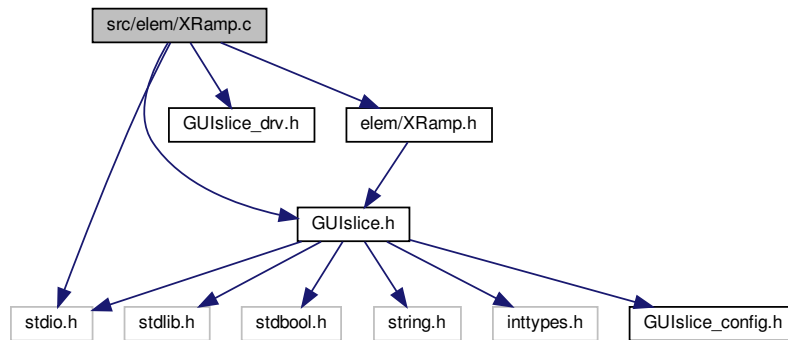 src/elem/XRamp.c
GUIslice_drv.h
elem/XRamp.h
GUIslice.h
stdio.h
stdlib.h
stdbool.h
string.h
inttypes.h
GUIslice_config.h